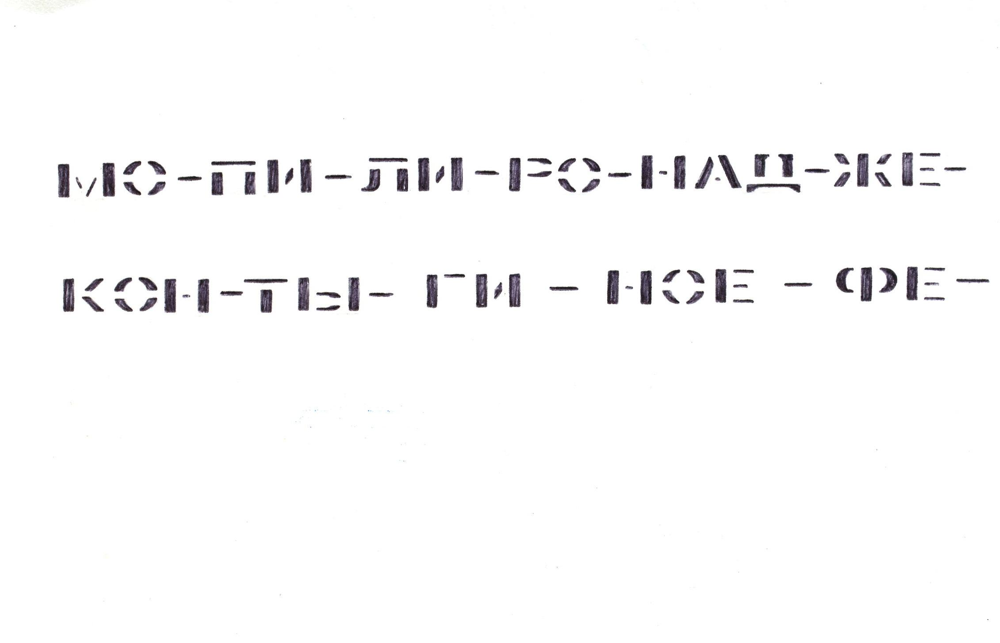 МО-ПИ-ЛИ-РО-НАД-ЖЕ-
КОН-ТЫ- ГИ - НОЕ - ФЕ-